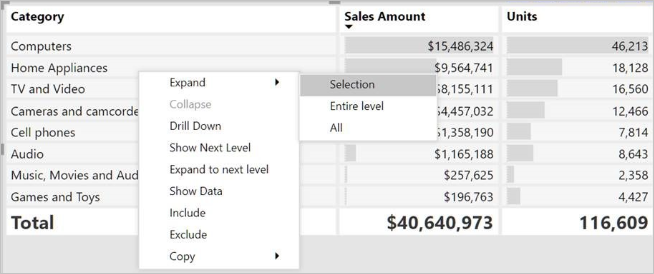 Category Sales Amount Units
Computers $15,486,324 46,213
Home Appliances $9,564,741 18,128
TV and Video $8,155,111 16,560
Cameras and camcorde $4,457,032 12,466
Cell phones $1,358,190 7,814
Audio $1,165,188 8,643
Music, Movies and Aud $257,625 2,358
Games and Toys $196,763 4,427
Total $40,640,973 116,609
Expand
Collapse
Drill Down
Show Next Level
Expand to next level
Show Data
Include
Exclude
Copy
Selection
Entire level
All